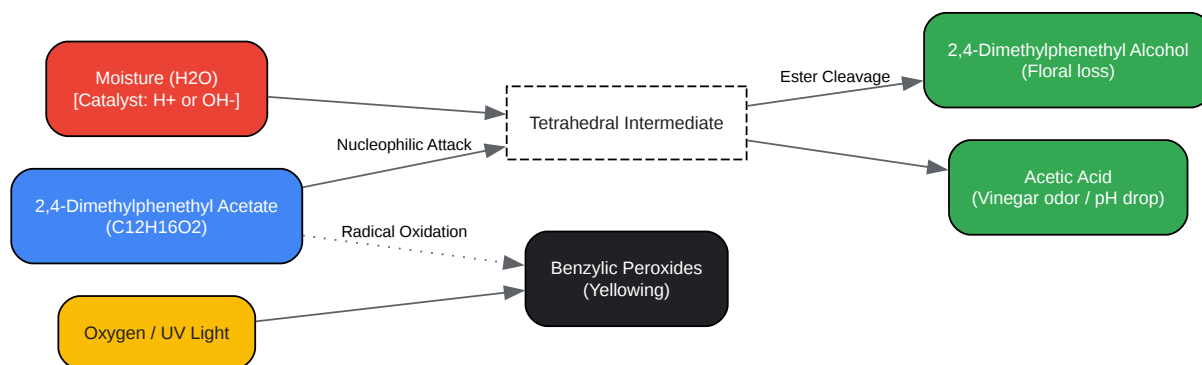 Moisture (H2O)
[Catalyst: H+ or OH-]
2,4-Dimethylphenethyl Acetate
(C12H16O2)
Oxygen / UV Light
Nucleophilic Attack
Radical Oxidation
Tetrahedral Intermediate
Benzylic Peroxides
(Yellowing)
Ester Cleavage
2,4-Dimethylphenethyl Alcohol
(Floral loss)
Acetic Acid
(Vinegar odor / pH drop)